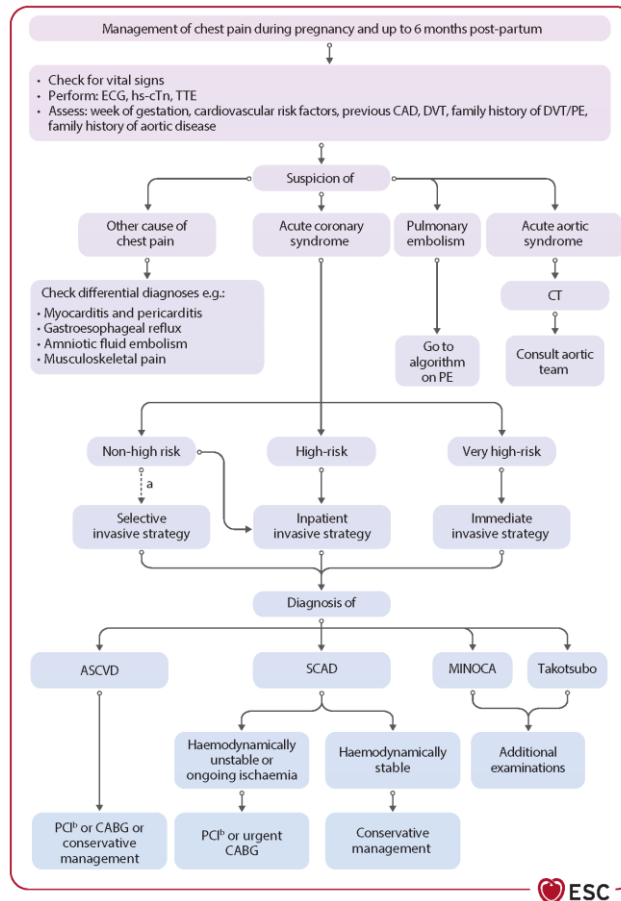 Management of chest pain during pregnancy and up to 6 months post-partum
• Check for vital signs
• Perform: ECG, hs-cTn, TTE
• Assess: week of gestation, cardiovascular risk factors, previous CAD, DVT, family history of DVT/PE,
family history of aortic disease
Suspicion of
Other cause of
chest pain
Acute coronary
syndrome
Pulmonary
embolism
Acute aortic
syndrome
Check differential diagnoses e.g.:
• Myocarditis and pericarditis
• Gastroesophageal reflux
• Amniotic fluid embolism
• Musculoskeletal pain
CT
Go to
algorithm
on PE
Consult aortic
team
Non-high risk
High-risk
Very high-risk
a
Selective
invasive strategy
Inpatient
invasive strategy
Immediate
invasive strategy
Diagnosis of
ASCVD
SCAD
MINOCA
Takotsubo
Haemodynamically
unstable or
ongoing ischaemia
Haemodynamically
stable
Additional
examinations
PCIᵇ or CABG or
conservative
management
PCIᵇ or urgent
CABG
Conservative
management
ESC